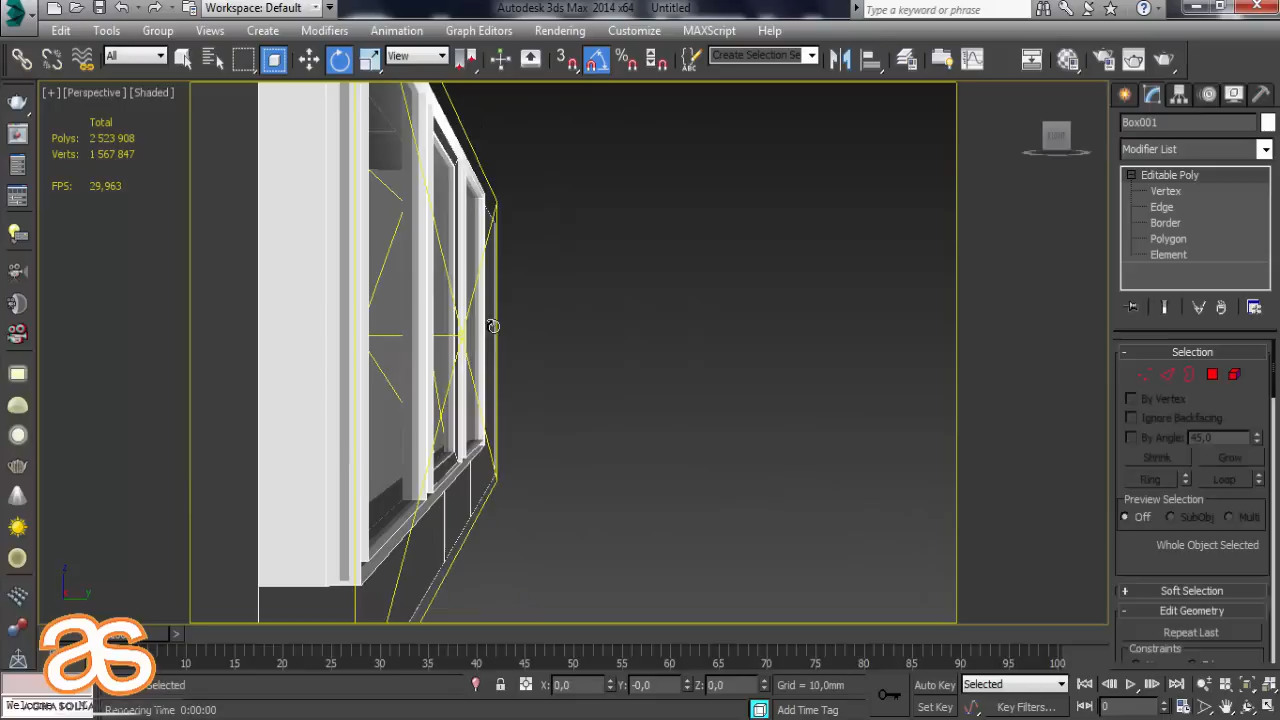 Workspace: Default
Autodesk 3ds Max 2014 x64 Untitled
Type a keyword or phrase
Edit Tools Group Views Create Modifiers Animation Graph Editors Rendering Customize MAXScript Help
All
View
3
Create Selection Se
[+] [Perspective] [Shaded]
Total
Polys: 2 523 908
Verts: 1 567 847
FPS: 29,963
Box001
Modifier List
Editable Poly
Vertex
Edge
Border
Polygon
Element
Selection
By Vertex
Ignore Backfacing
By Angle: 45,0
Shrink Grow
Ring Loop
Preview Selection
Off SubObj Multi
Whole Object Selected
Soft Selection
Edit Geometry
Repeat Last
Constraints
10 15 20 25 30 35 40 45 50 55 60 65 70 75 80 85 90 95 100
as
Selected
X: 0,0 Y: -0,0 Z: 0,0
Grid = 10,0mm
Auto Key Selected
Welcome
Rendering Time 0:00:00
Add Time Tag
Set Key Key Filters...
0